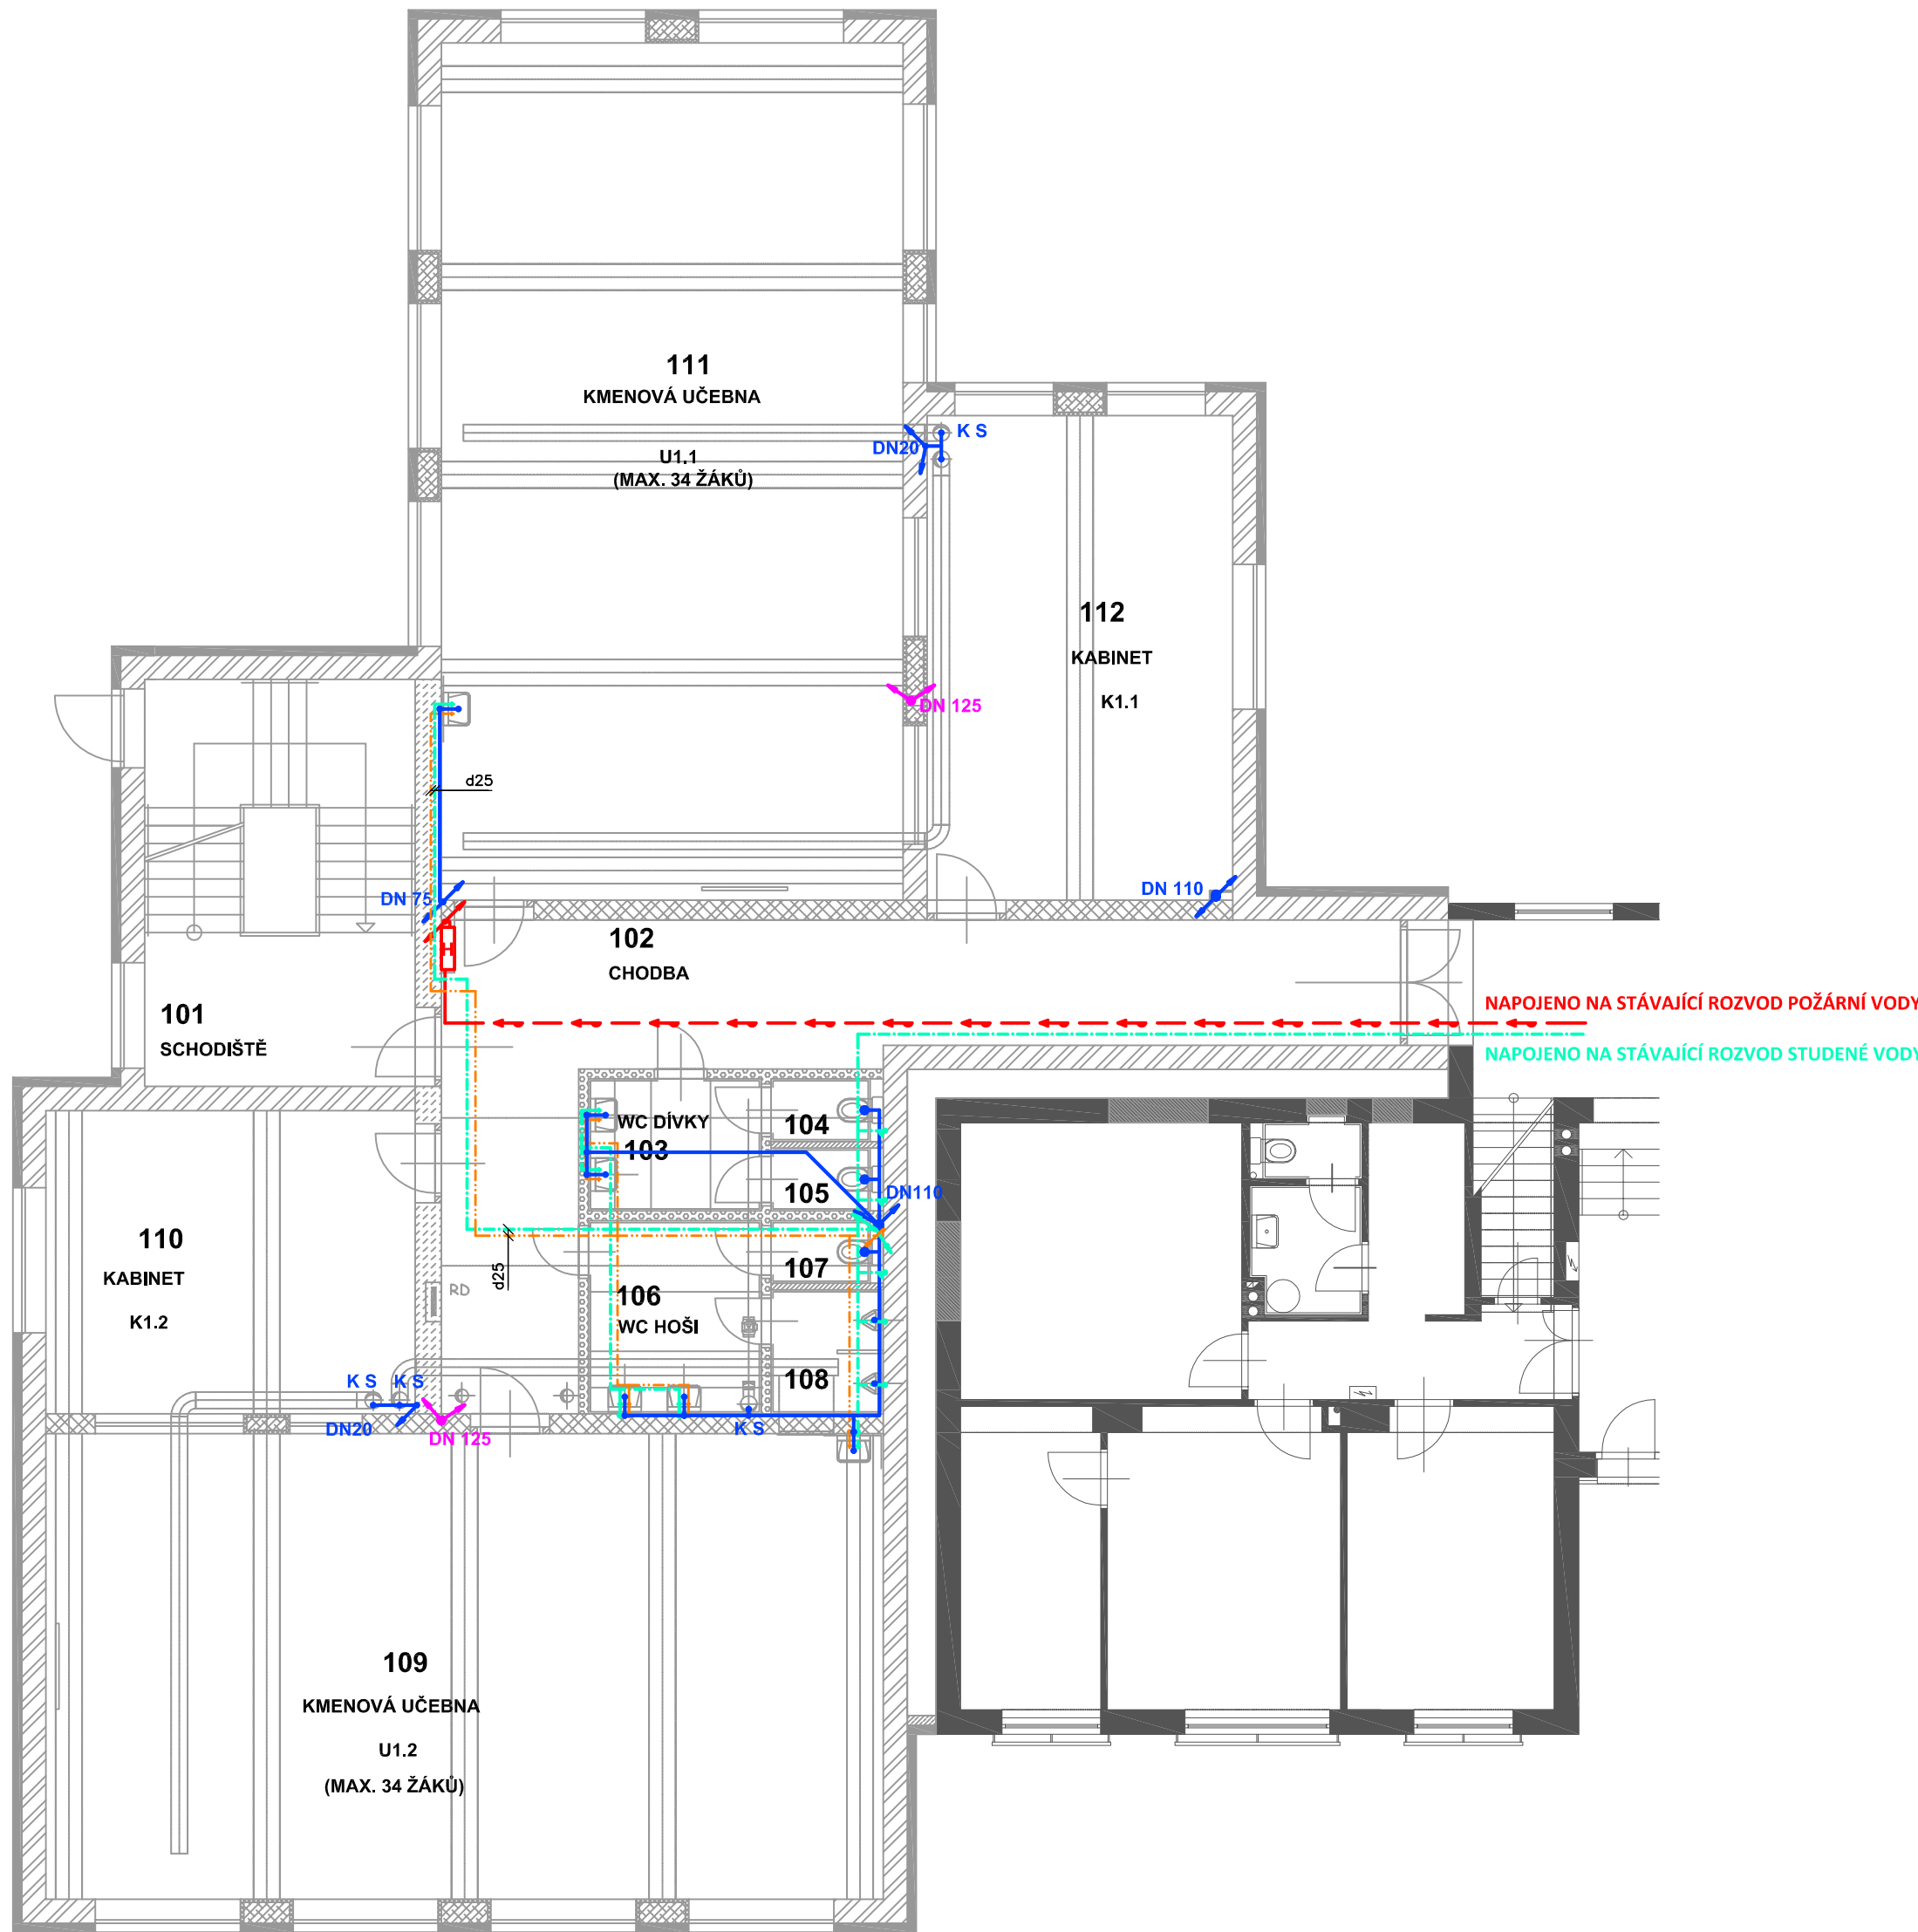 111
KMENOVÁ UČEBNA
U1.1
(MAX. 34 ŽÁKŮ)
K S
DN20
112
KABINET
K1.1
DN 125
d25
DN 75
DN 110
102
CHODBA
101
SCHODIŠTĚ
NAPOJENO NA STÁVAJÍCÍ ROZVOD POŽÁRNÍ VODY
NAPOJENO NA STÁVAJÍCÍ ROZVOD STUDENÉ VODY
WC DÍVKY
103
104
105
DN110
110
KABINET
K1.2
RD
d25
106
WC HOŠI
107
108
K S
K S
DN20
DN 125
K S
109
KMENOVÁ UČEBNA
U1.2
(MAX. 34 ŽÁKŮ)